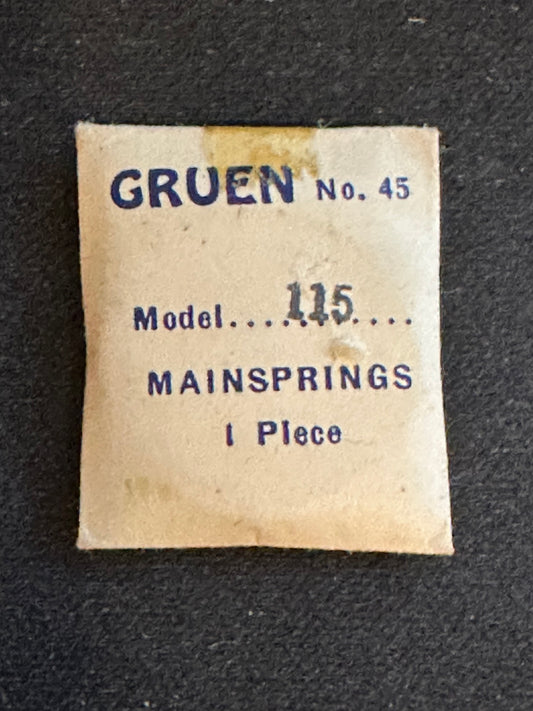 GRUEN No. 45
Model....115....
MAINSPRINGS
1 Piece